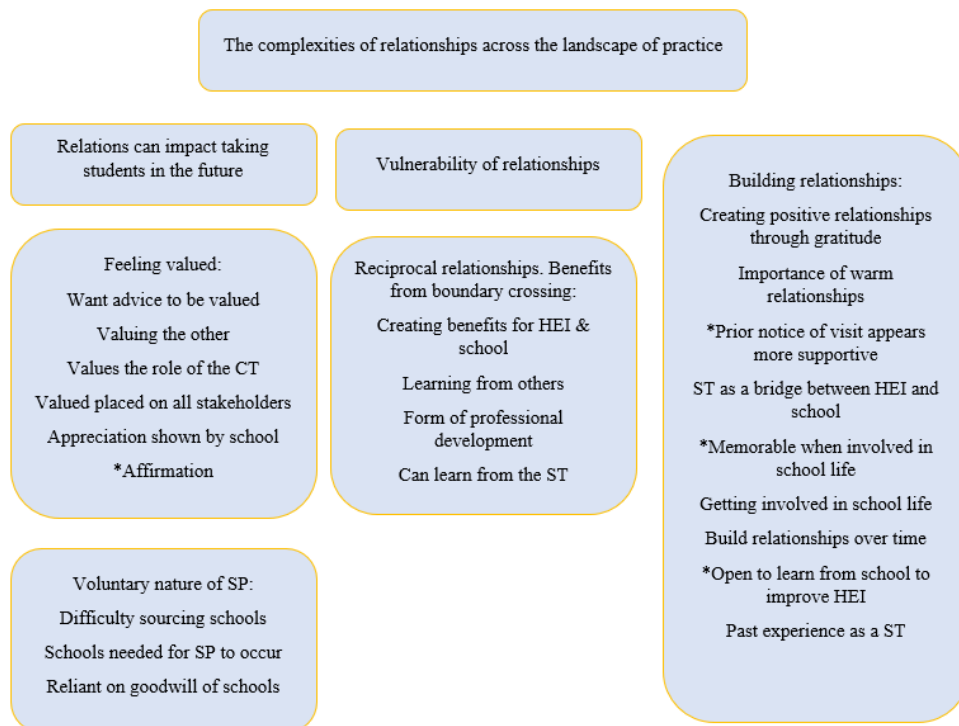 The complexities of relationships across the landscape of practice
Relations can impact taking
students in the future
Vulnerability of relationships
Feeling valued:
Want advice to be valued
Valuing the other
Values the role of the CT
Valued placed on all stakeholders
Appreciation shown by school
*Affirmation
Reciprocal relationships. Benefits
from boundary crossing:
Creating benefits for HEI &
school
Learning from others
Form of professional
development
Can learn from the ST
Building relationships:
Creating positive relationships
through gratitude
Importance of warm
relationships
*Prior notice of visit appears
more supportive
ST as a bridge between HEI and
school
*Memorable when involved in
school life
Getting involved in school life
Build relationships over time
*Open to learn from school to
improve HEI
Past experience as a ST
Voluntary nature of SP:
Difficulty sourcing schools
Schools needed for SP to occur
Reliant on goodwill of schools